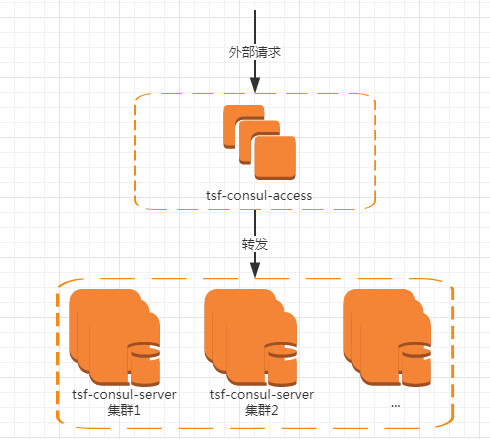 外部请求
tsf-consul-access
转发
tsf-consul-server
集群1
tsf-consul-server
集群2
...